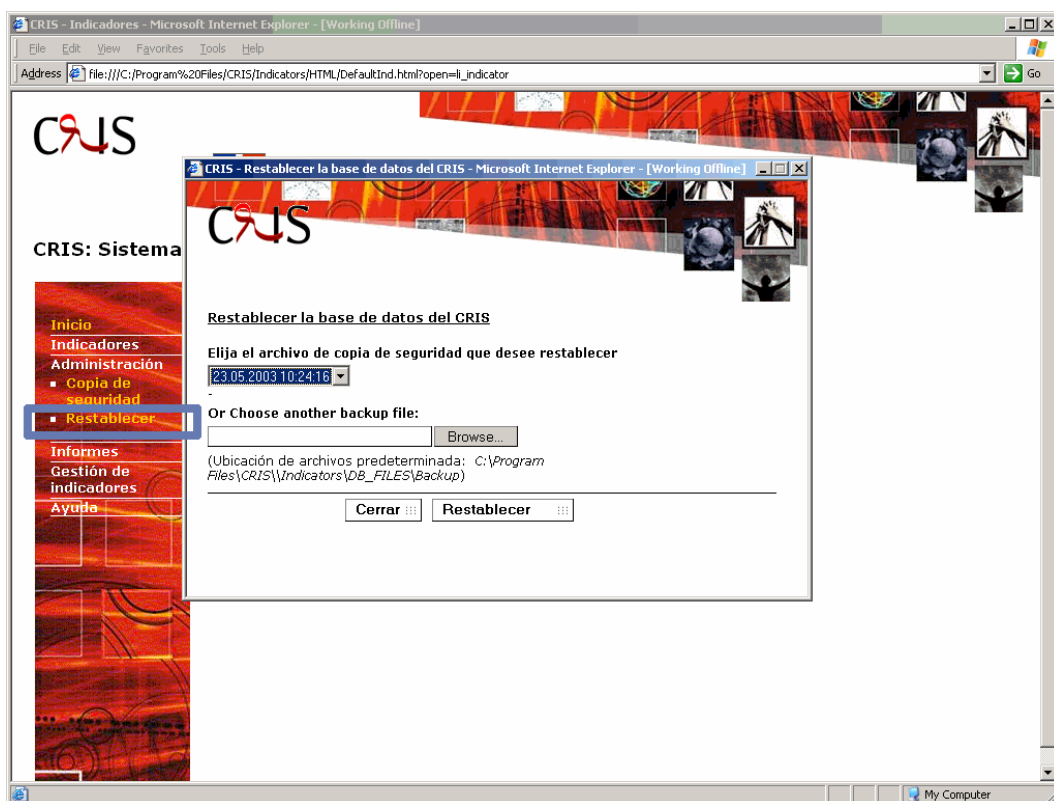 CRIS - Indicadores - Microsoft Internet Explorer - [Working Offline]
File Edit View Favorites Tools Help
Address file:///C:/Program%20Files/CRIS/Indicators/HTML/DefaultInd.html?open=li_indicator Go
CRIS
CRIS: Sistema
Inicio
Indicadores
Administración
Copia de
seguridad
Restablecer
Informes
Gestión de
indicadores
Ayuda
CRIS - Restablecer la base de datos del CRIS - Microsoft Internet Explorer - [Working Offline]
CRIS
Restablecer la base de datos del CRIS
Elija el archivo de copia de seguridad que desee restablecer
23.05.2003 10:24:16
-
Or Choose another backup file:
Browse...
(Ubicación de archivos predeterminada: C:\Program
Files\CRIS\\Indicators\DB_FILES\Backup)
Cerrar Restablecer
My Computer